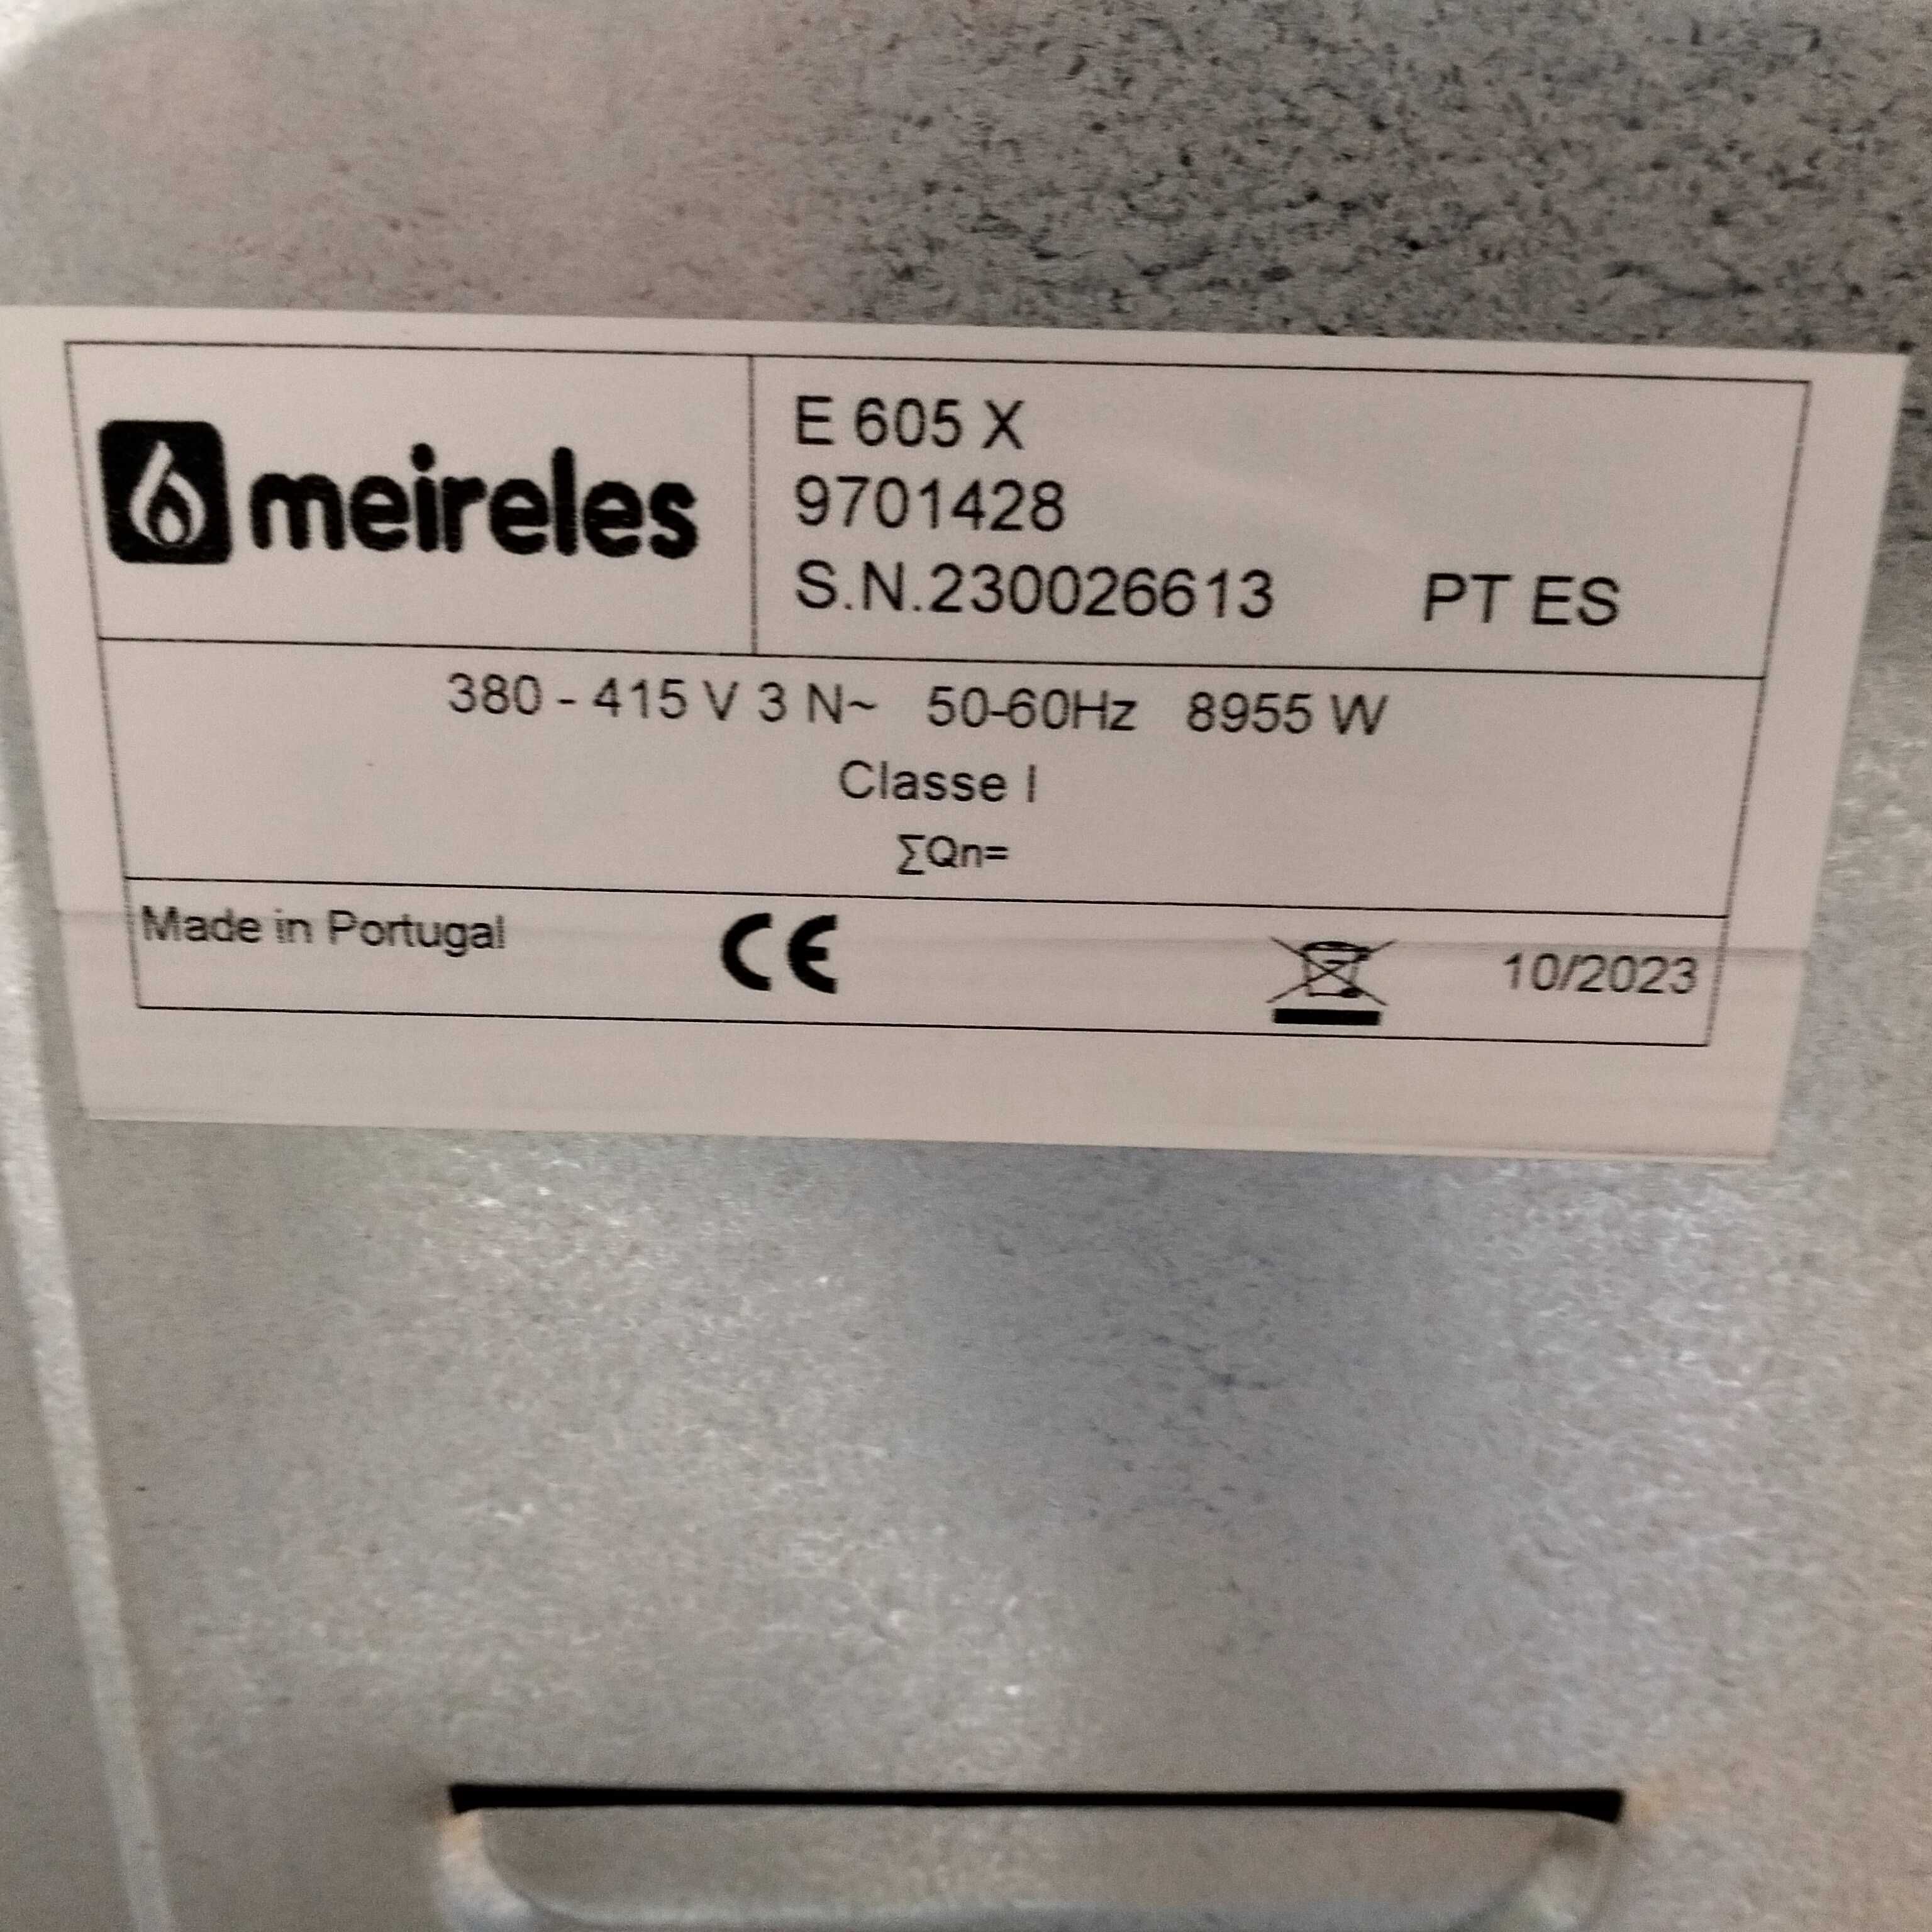 meireles
E 605 X
9701428
S.N.230026613 PT ES
380 - 415 V 3 N~ 50-60Hz 8955 W
Classe I
∑Qn=
Made in Portugal CE 10/2023